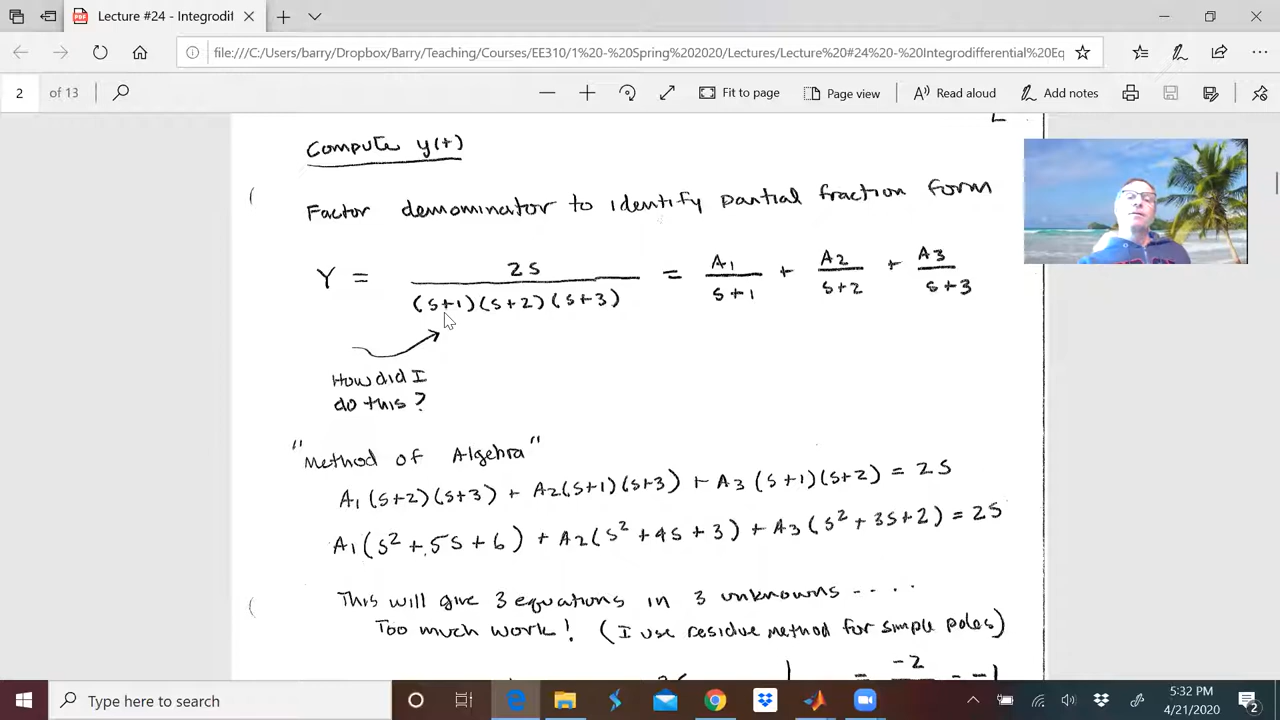 Lecture #24 - Integrodif
file:///C:/Users/barry/Dropbox/Barry/Teaching/Courses/EE310/1%20-%20Spring%202020/Lectures/Lecture%20#24%20-%20Integrodifferential%20Eq
2 of 13
Fit to page
Page view
Read aloud
Add notes
Compute y(t)
Factor demominator to identify partial fraction form
Y = 2s / (s+1)(s+2)(s+3) = A1 / s+1 + A2 / s+2 + A3 / s+3
How did I
do this?
"Method of Algebra"
A1(s+2)(s+3) + A2(s+1)(s+3) + A3(s+1)(s+2) = 2s
A1(s²+5s+6) + A2(s²+4s+3) + A3(s²+3s+2) = 2s
This will give 3 equations in 3 unknowns ....
Too much work! (I use residue method for simple poles)
= -2 = -1
Type here to search
5:32 PM
4/21/2020
2